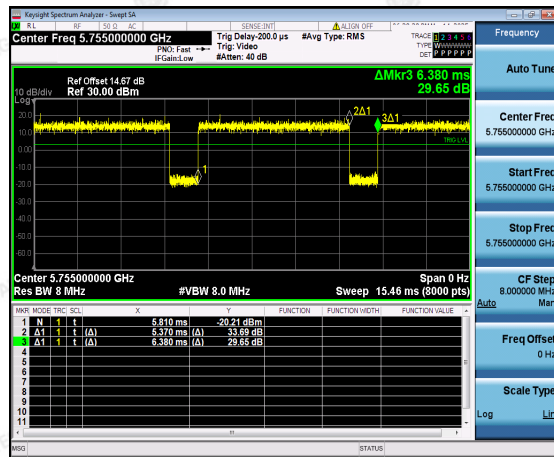 Keysight Spectrum Analyzer - Swept SA
RL RF 50 Ω AC SENSE:INT ALIGN OFF
Center Freq 5.755000000 GHz
PNO: Fast
IFGain:Low
Trig Delay-200.0 µs
Trig: Video
#Atten: 40 dB
#Avg Type: RMS
TRACE 1 2 3 4 5 6
TYPE WWWWWW
DET P P P P P P
Ref Offset 14.67 dB
Ref 30.00 dBm
10 dB/div
Log
ΔMkr3 6.380 ms
29.65 dB
20.0
10.0
0.00
-10.0
-20.0
-30.0
-40.0
-50.0
-60.0
2Δ1
3Δ1
TRIG LVL
1
Center 5.755000000 GHz
Span 0 Hz
Res BW 8 MHz
#VBW 8.0 MHz
Sweep 15.46 ms (8000 pts)
MKR MODE TRC SCL X Y FUNCTION FUNCTION WIDTH FUNCTION VALUE
1 N 1 t 5.810 ms -20.21 dBm
2 Δ1 1 t (Δ) 5.370 ms (Δ) 33.69 dB
3 Δ1 1 t (Δ) 6.380 ms (Δ) 29.65 dB
4
5
6
7
8
9
10
11
MSG
STATUS
Frequency
Auto Tune
Center Freq
5.755000000 GHz
Start Freq
5.755000000 GHz
Stop Freq
5.755000000 GHz
CF Step
8.000000 MHz
Auto Man
Freq Offset
0 Hz
Scale Type
Log Lin